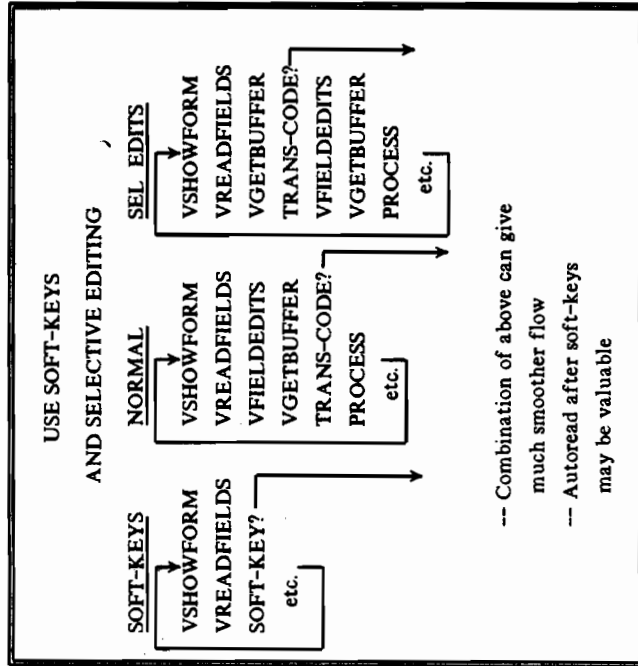 USE SOFT-KEYS
AND SELECTIVE EDITING
SOFT-KEYS
VSHOWFORM
VREADFIELDS
SOFT-KEY?
etc.
NORMAL
VSHOWFORM
VREADFIELDS
VFIELDEDITS
VGETBUFFER
TRANS-CODE?
PROCESS
etc.
SEL EDITS
VSHOWFORM
VREADFIELDS
VGETBUFFER
TRANS-CODE?
VFIELDEDITS
VGETBUFFER
PROCESS
etc.
-- Combination of above can give
much smoother flow
-- Autoread after soft-keys
may be valuable